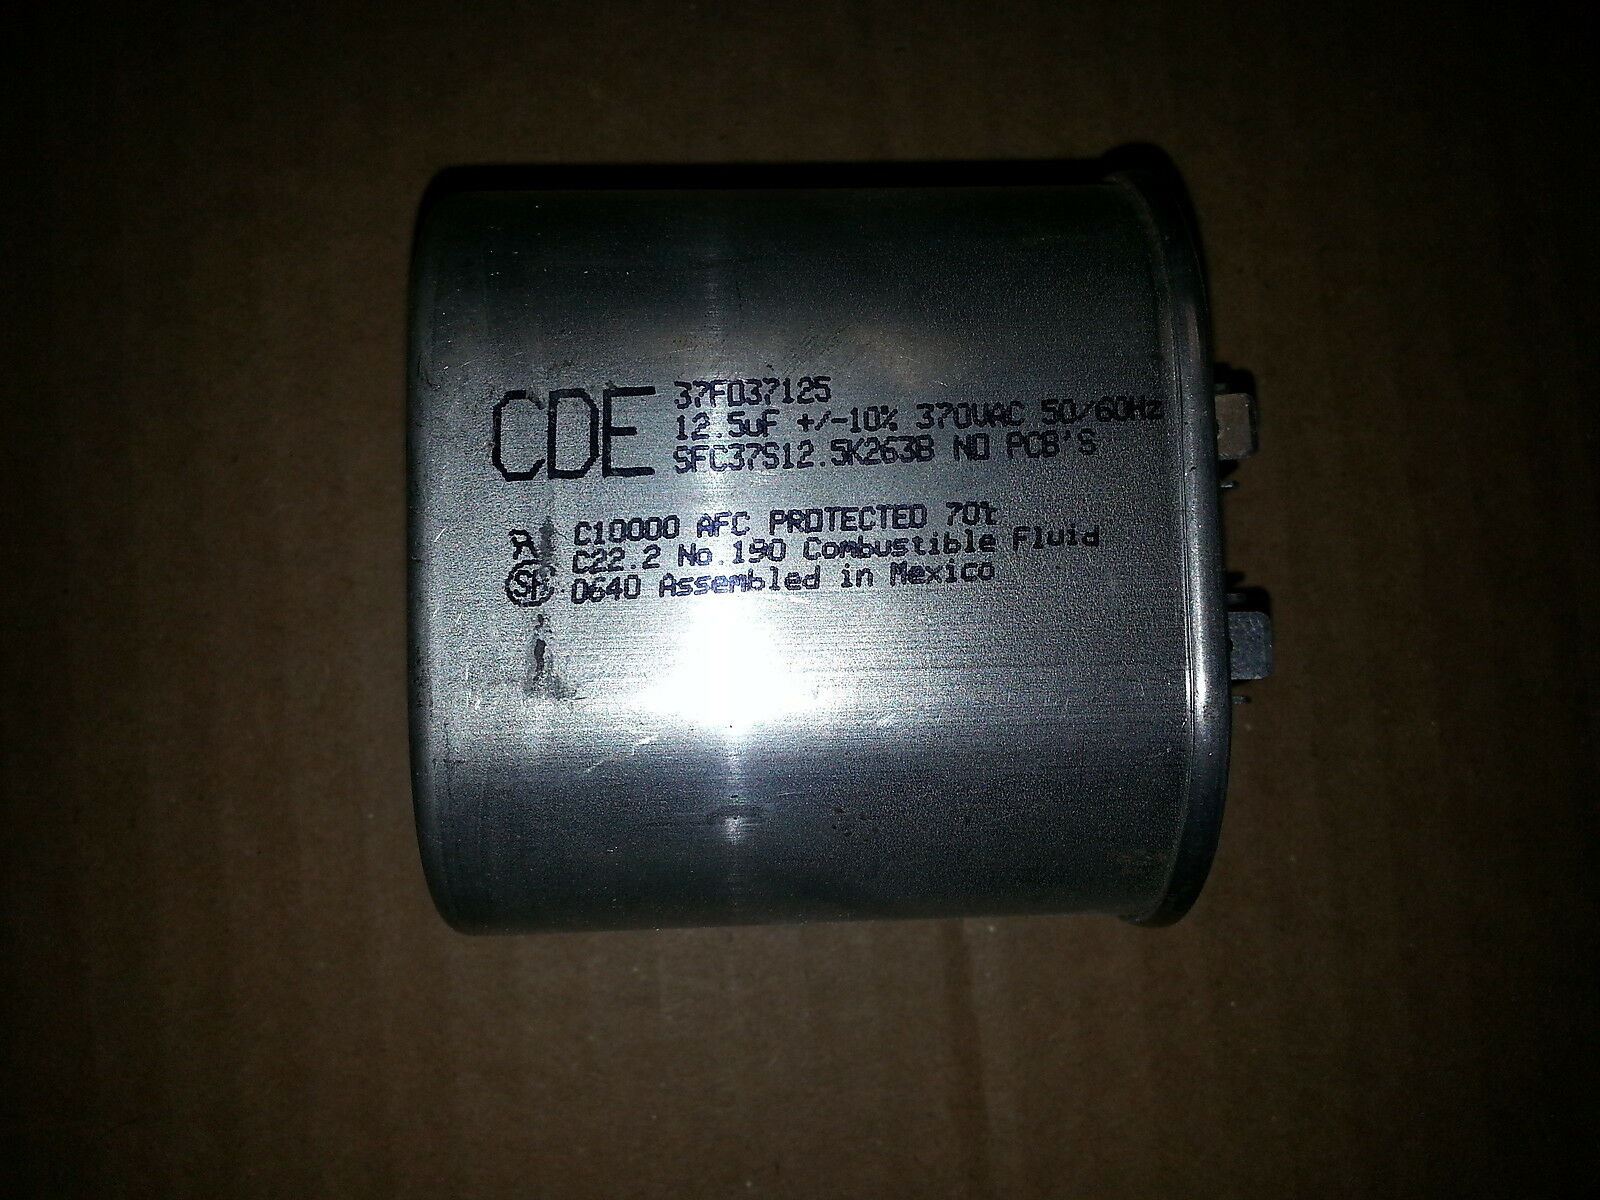 CDE
37FD37125
12.5uF +/-10% 370VAC 50/60Hz
SFC37S12.5K263B NO PCB'S
C10000 AFC PROTECTED 70t
C22.2 No.190 Combustible Fluid
0640 Assembled in Mexico